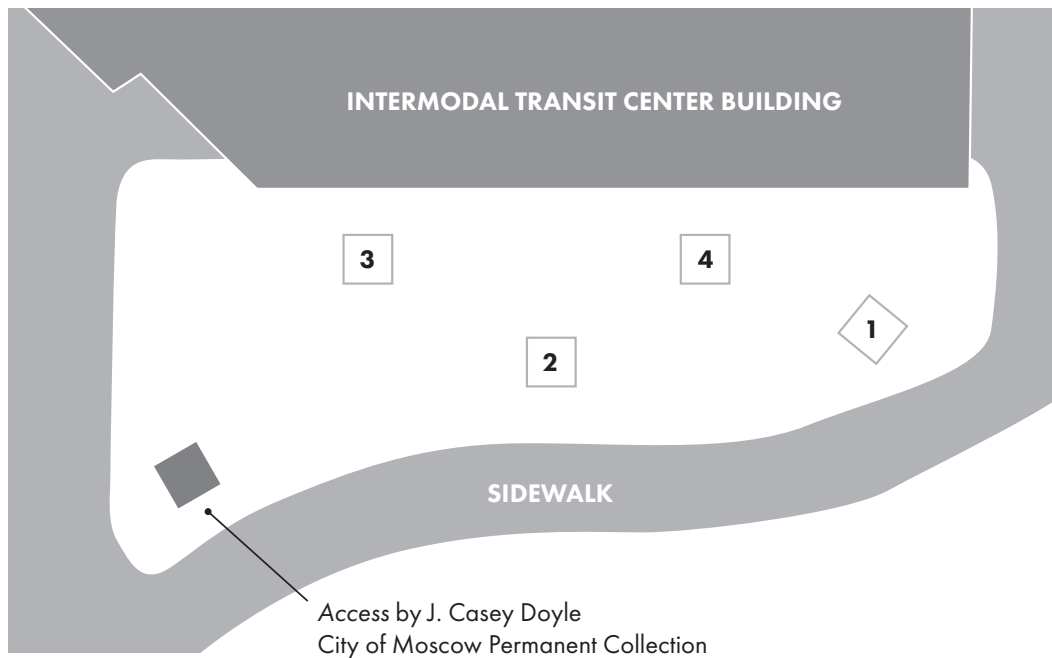 INTERMODAL TRANSIT CENTER BUILDING
3
4
1
2
SIDEWALK
Access by J. Casey Doyle
City of Moscow Permanent Collection